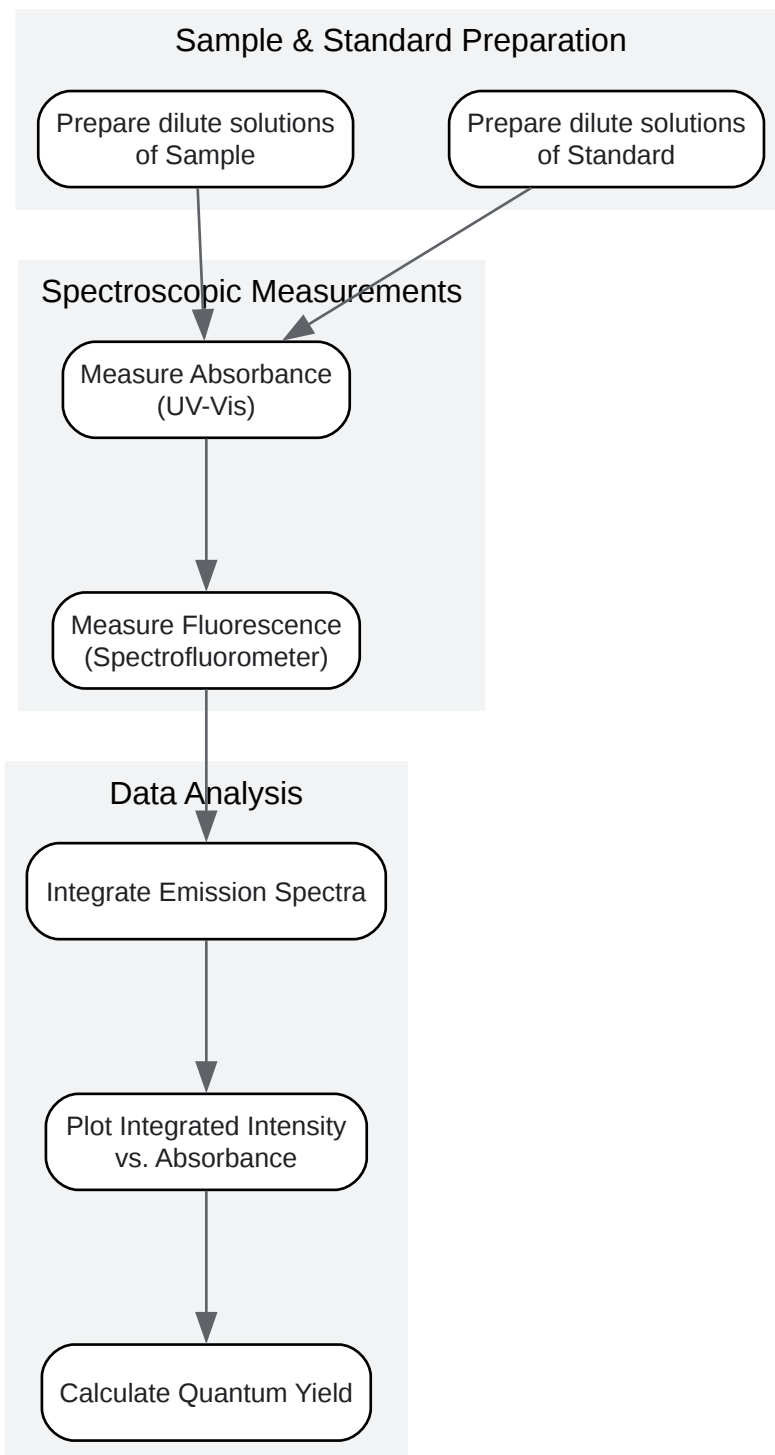 Sample & Standard Preparation
Prepare dilute solutions
of Sample
Prepare dilute solutions
of Standard
Spectroscopic Measurements
Measure Absorbance
(UV-Vis)
Measure Fluorescence
(Spectrofluorometer)
Data Analysis
Integrate Emission Spectra
Plot Integrated Intensity
vs. Absorbance
Calculate Quantum Yield